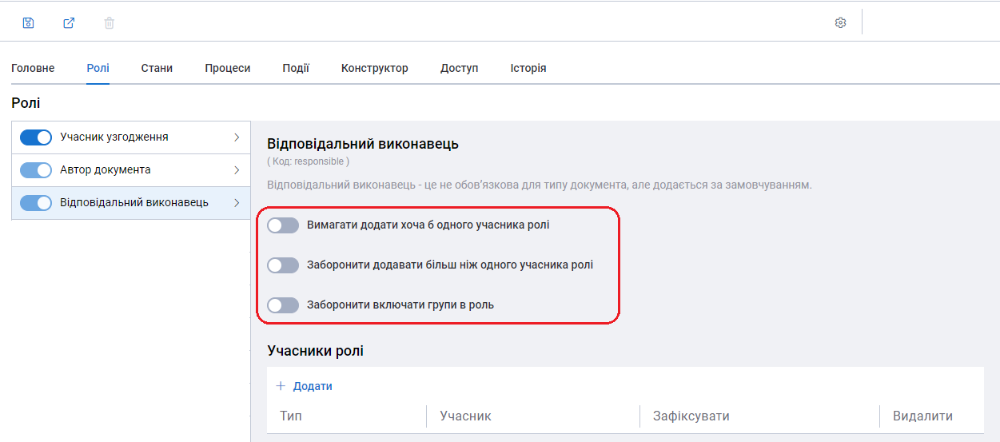 Головне Ролі Стани Процеси Події Конструктор Доступ Історія
Ролі
Учасник узгодження
Автор документа
Відповідальний виконавець
Відповідальний виконавець
( Код: responsible )
Відповідальний виконавець - це не обов’язкова для типу документа, але додається за замовчуванням.
Вимагати додати хоча б одного учасника ролі
Заборонити додавати більш ніж одного учасника ролі
Заборонити включати групи в роль
Учасники ролі
+ Додати
Тип Учасник Зафіксувати Видалити